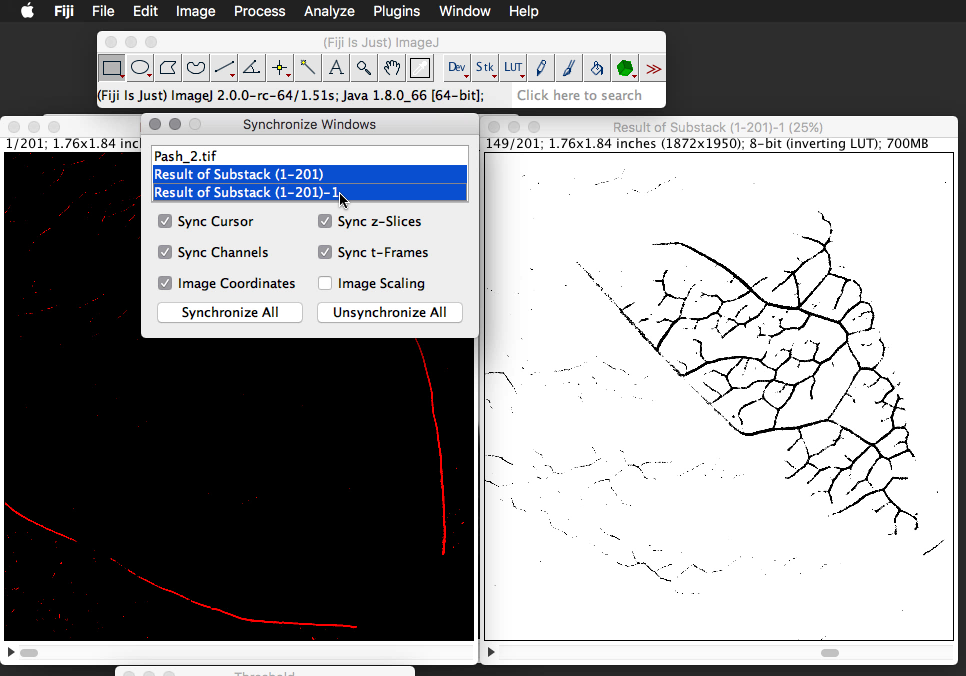 Fiji File Edit Image Process Analyze Plugins Window Help
(Fiji Is Just) ImageJ
A Dev Stk LUT >>
(Fiji Is Just) ImageJ 2.0.0-rc-64/1.51s; Java 1.8.0_66 [64-bit]; Click here to search
Synchronize Windows
Result of Substack (1-201)-1 (25%)
1/201; 1.76x1.84 incl
149/201; 1.76x1.84 inches (1872x1950); 8-bit (inverting LUT); 700MB
Pash_2.tif
Result of Substack (1-201)
Result of Substack (1-201)-1
Sync Cursor Sync z-Slices
Sync Channels Sync t-Frames
Image Coordinates Image Scaling
Synchronize All Unsynchronize All
Threshold